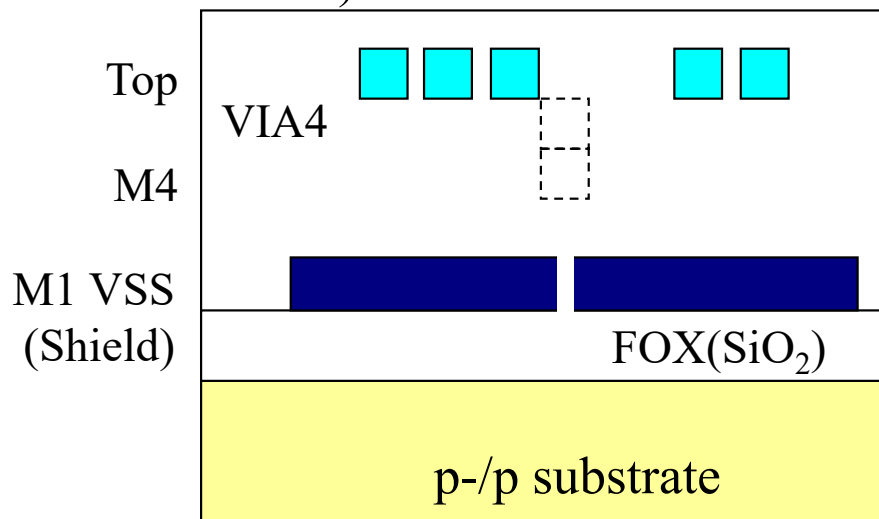 )
Top
VIA4
M4
M1 VSS
(Shield)
FOX(SiO₂)
p-/p substrate